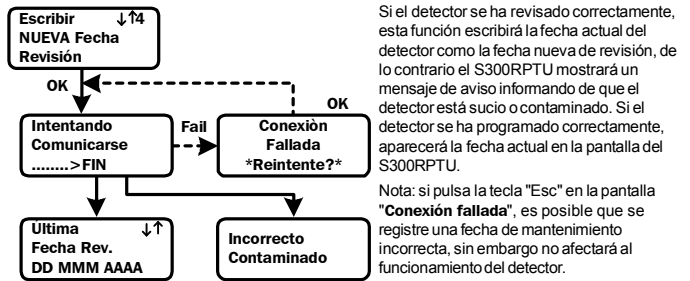 Escribir ↓↑4
NUEVA Fecha
Revisión
OK
OK
Intentando
Comunicarse
........>FIN
Fail
Conexiòn
Fallada
*Reintente?*
Última ↓↑
Fecha Rev.
DD MMM AAAA
Incorrecto
Contaminado
Si el detector se ha revisado correctamente,
esta función escribirá la fecha actual del
detector como la fecha nueva de revisión, de
lo contrario el S300RPTU mostrará un
mensaje de aviso informando de que el
detector está sucio o contaminado. Si el
detector se ha programado correctamente,
aparecerá la fecha actual en la pantalla del
S300RPTU.
Nota: si pulsa la tecla "Esc" en la pantalla
"Conexión fallada", es posible que se
registre una fecha de mantenimiento
incorrecta, sin embargo no afectará al
funcionamiento del detector.